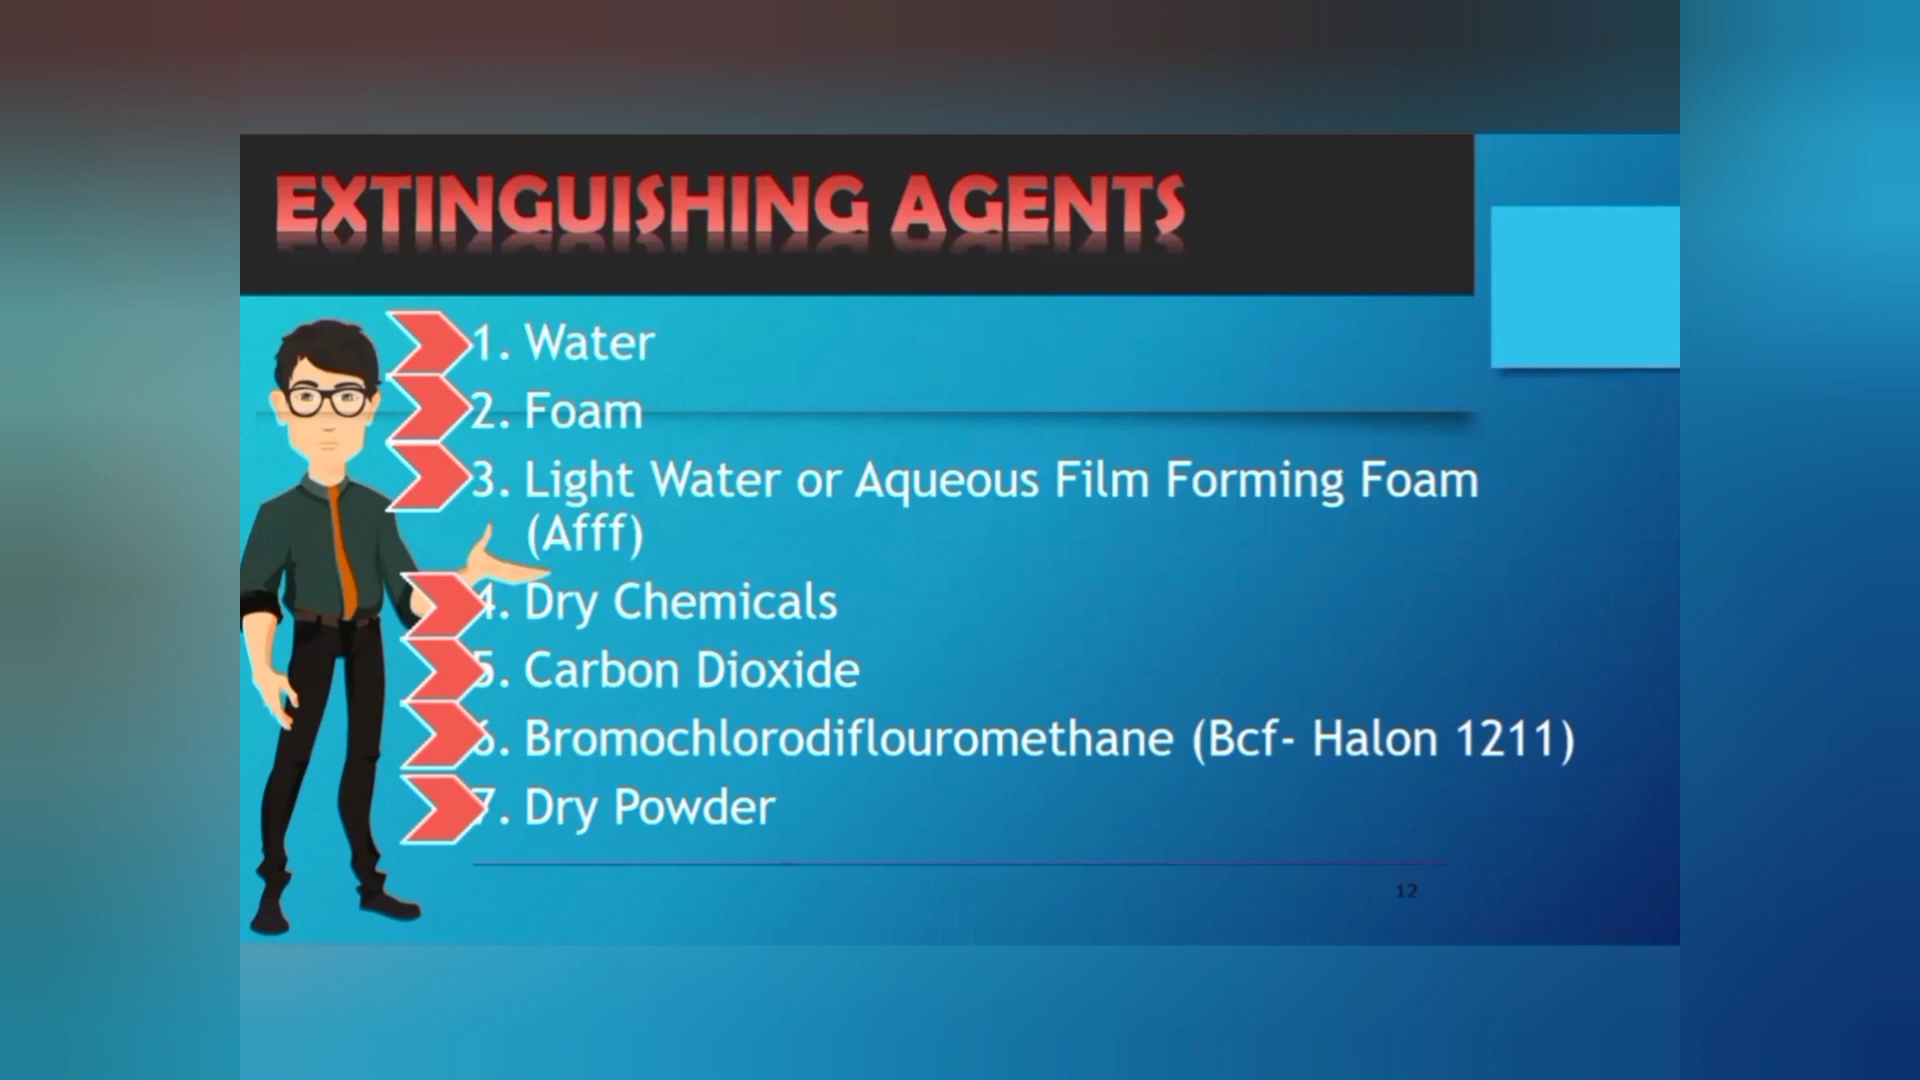 EXTINGUISHING AGENTS
1. Water
2. Foam
3. Light Water or Aqueous Film Forming Foam
(Afff)
4. Dry Chemicals
5. Carbon Dioxide
6. Bromochlorodiflouromethane (Bcf- Halon 1211)
7. Dry Powder
12